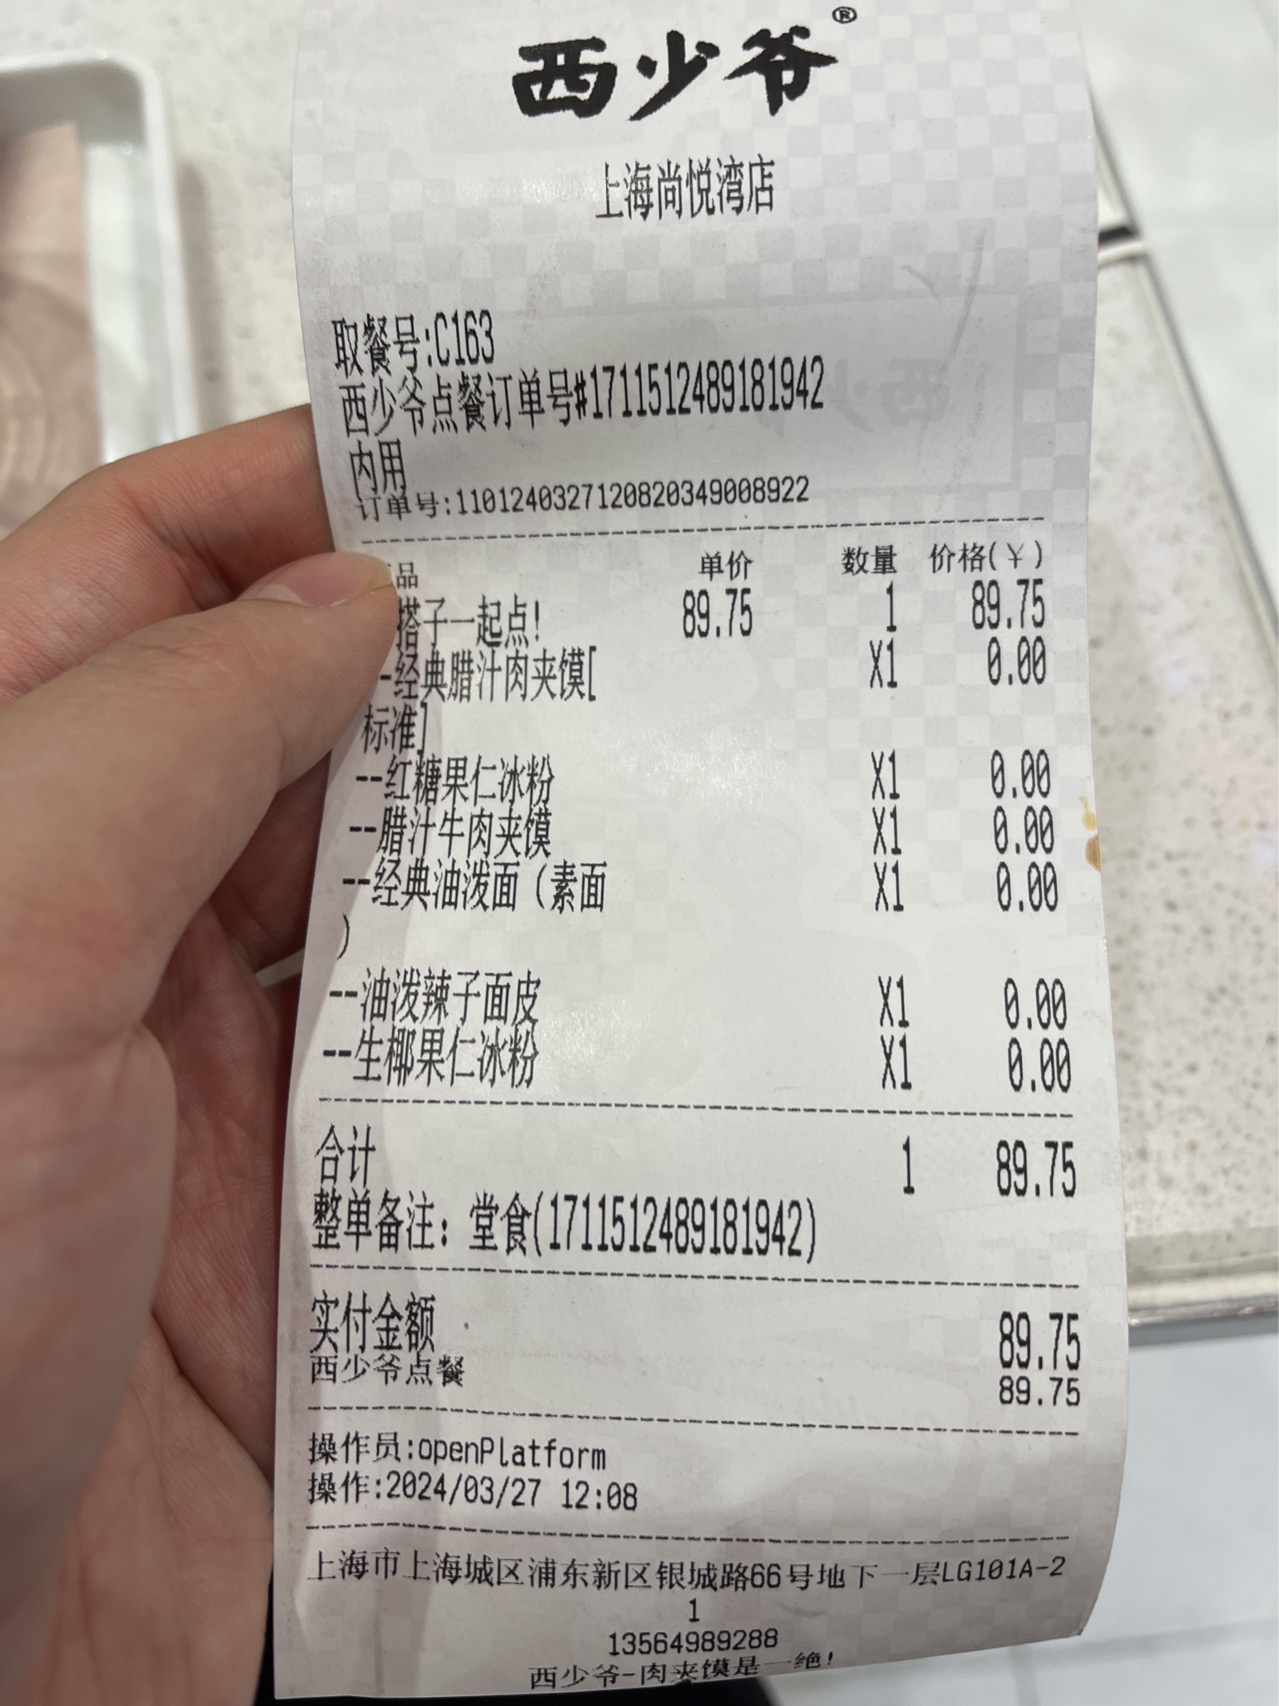 西少爷®
上海尚悦湾店
取餐号:C163
西少爷点餐订单号#1711512489181942
内用
订单号:1101240327120820349008922
品 单价 数量 价格(￥)
搭子一起点! 89.75 1 89.75
-经典腊汁肉夹馍[ X1 0.00
标准]
--红糖果仁冰粉 X1 0.00
--腊汁牛肉夹馍 X1 0.00
--经典油泼面（素面 X1 0.00
）
--油泼辣子面皮 X1 0.00
--生椰果仁冰粉 X1 0.00
合计 1 89.75
整单备注：堂食(1711512489181942)
实付金额 89.75
西少爷点餐 89.75
操作员:openPlatform
操作:2024/03/27 12:08
上海市上海城区浦东新区银城路66号地下一层LG101A-2
1
13564989288
西少爷-肉夹馍是一绝!